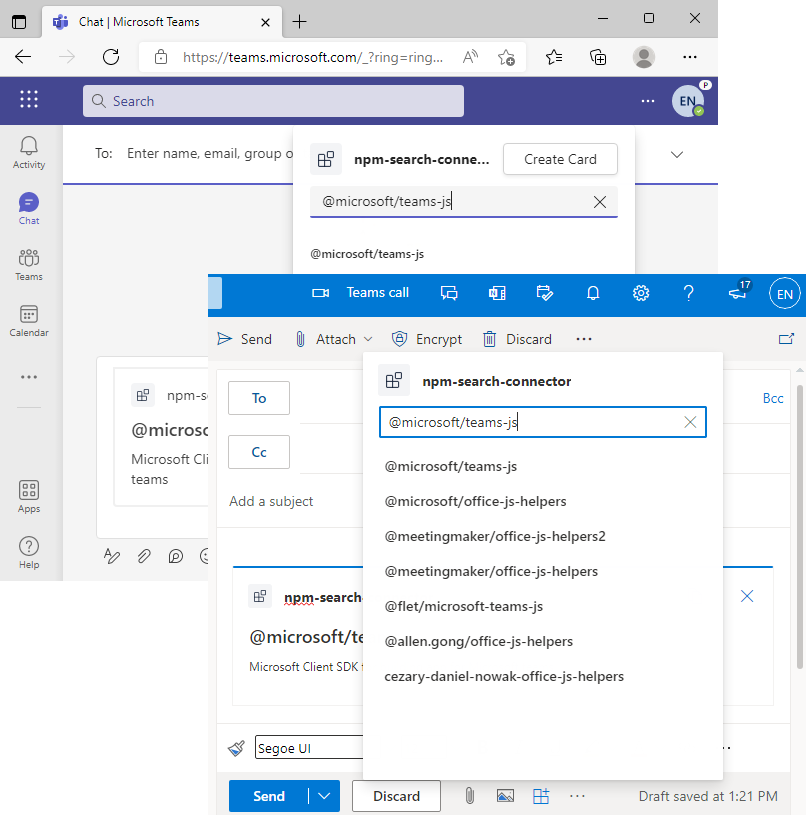 Chat | Microsoft Teams
https://teams.microsoft.com/_?ring=ring...
Search
P
EN
Activity
Chat
Teams
Calendar
Apps
Help
To: Enter name, email, group o
npm-search-conne...
Create Card
@microsoft/teams-js
@microsoft/teams-js
npm-s
@microso
Microsoft Cli
teams
Teams call
17
EN
Send
Attach
Encrypt
Discard
To
Bcc
Cc
Add a subject
npm-search-connector
@microsoft/teams-js
@microsoft/teams-js
@microsoft/office-js-helpers
@meetingmaker/office-js-helpers2
@meetingmaker/office-js-helpers
@flet/microsoft-teams-js
@allen.gong/office-js-helpers
cezary-daniel-nowak-office-js-helpers
npm-search-
@microsoft/te
Microsoft Client SDK
Segoe UI
Send
Discard
Draft saved at 1:21 PM